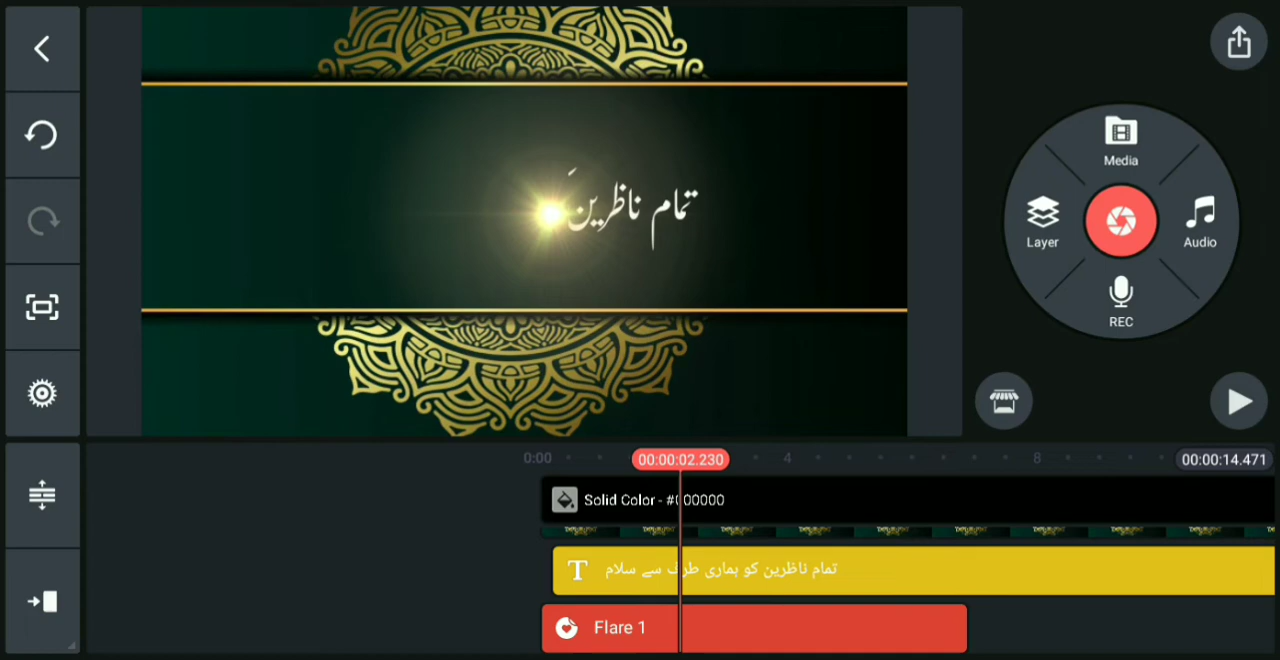 تمام ناظرین
Media
Layer
Audio
REC
0:00
00:00:02.230
4
8
00:00:14.471
Solid Color - #000000
T تمام ناظرین کو ہماری طرف سے سلام
Flare 1